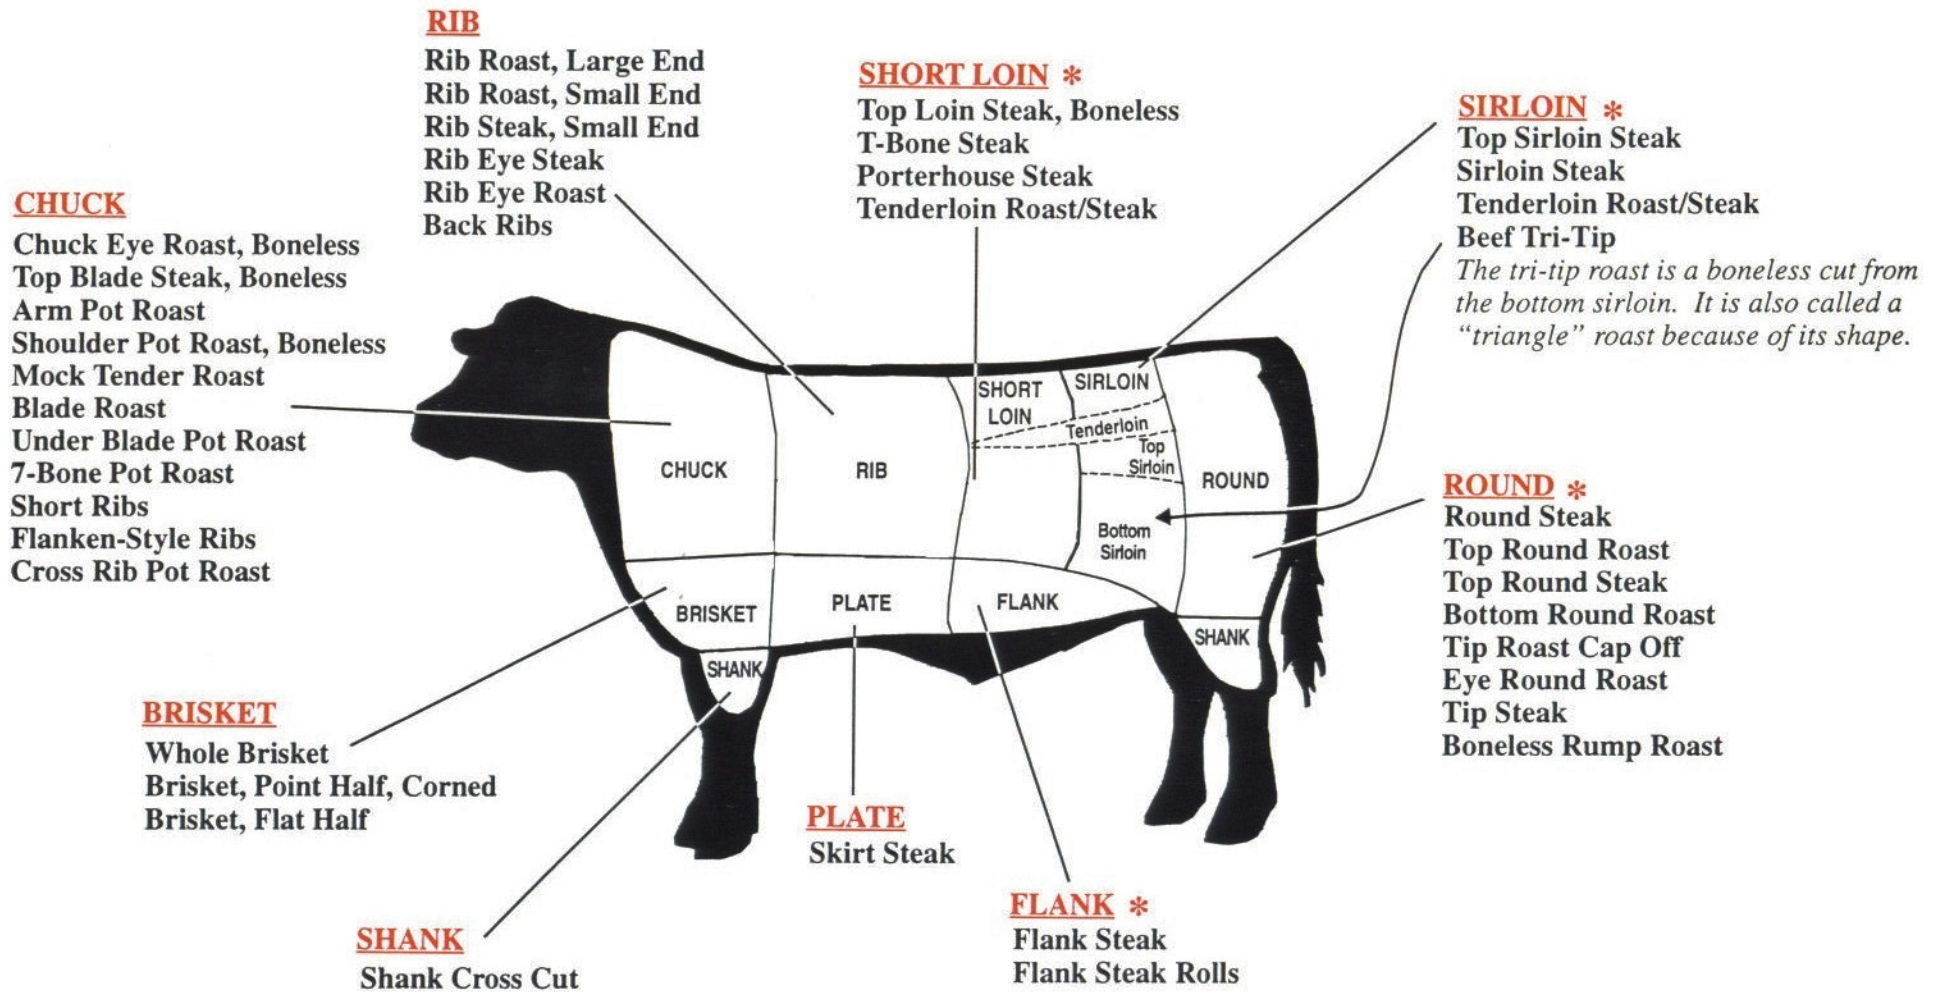 RIB
Rib Roast, Large End
Rib Roast, Small End
Rib Steak, Small End
Rib Eye Steak
Rib Eye Roast
Back Ribs
SHORT LOIN *
Top Loin Steak, Boneless
T-Bone Steak
Porterhouse Steak
Tenderloin Roast/Steak
SIRLOIN *
Top Sirloin Steak
Sirloin Steak
Tenderloin Roast/Steak
Beef Tri-Tip
The tri-tip roast is a boneless cut from
the bottom sirloin. It is also called a
“triangle” roast because of its shape.
CHUCK
Chuck Eye Roast, Boneless
Top Blade Steak, Boneless
Arm Pot Roast
Shoulder Pot Roast, Boneless
Mock Tender Roast
Blade Roast
Under Blade Pot Roast
7-Bone Pot Roast
Short Ribs
Flanken-Style Ribs
Cross Rib Pot Roast
CHUCK
RIB
SHORT
LOIN
SIRLOIN
Tenderloin
Top
Sirloin
Bottom
Sirloin
ROUND
BRISKET
PLATE
FLANK
SHANK
SHANK
ROUND *
Round Steak
Top Round Roast
Top Round Steak
Bottom Round Roast
Tip Roast Cap Off
Eye Round Roast
Tip Steak
Boneless Rump Roast
BRISKET
Whole Brisket
Brisket, Point Half, Corned
Brisket, Flat Half
PLATE
Skirt Steak
FLANK *
Flank Steak
Flank Steak Rolls
SHANK
Shank Cross Cut